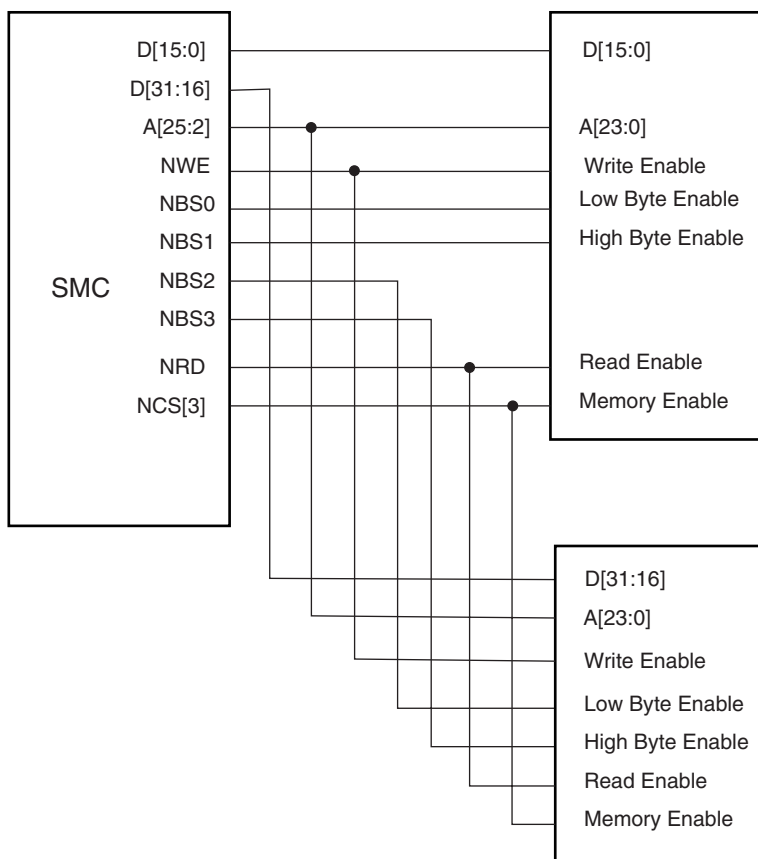 D[15:0]
D[31:16]
A[25:2]
NWE
NBS0
NBS1
NBS2
NBS3
NRD
NCS[3]
SMC
D[15:0]
A[23:0]
Write Enable
Low Byte Enable
High Byte Enable
Read Enable
Memory Enable
D[31:16]
A[23:0]
Write Enable
Low Byte Enable
High Byte Enable
Read Enable
Memory Enable